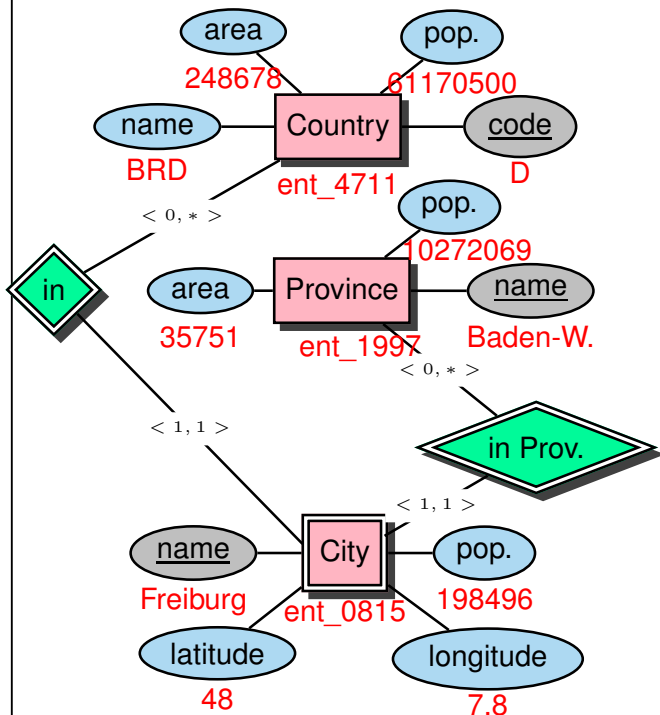 area
pop.
248678
61170500
name
Country
code
BRD
ent_4711
D
< 0, * >
pop.
10272069
in
area
Province
name
35751
ent_1997
Baden-W.
< 0, * >
< 1, 1 >
in Prov.
< 1, 1 >
name
City
pop.
Freiburg
ent_0815
198496
latitude
longitude
48
7.8